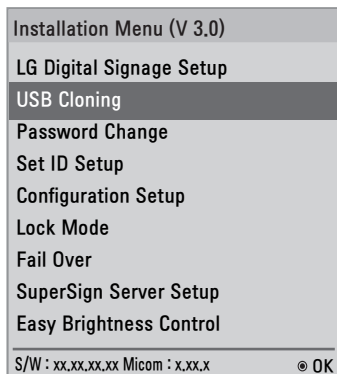 Installation Menu (V 3.0)
LG Digital Signage Setup
USB Cloning
Password Change
Set ID Setup
Configuration Setup
Lock Mode
Fail Over
SuperSign Server Setup
Easy Brightness Control
S/W : xx.xx.xx.xx Micom : x.xx.x ◉ OK